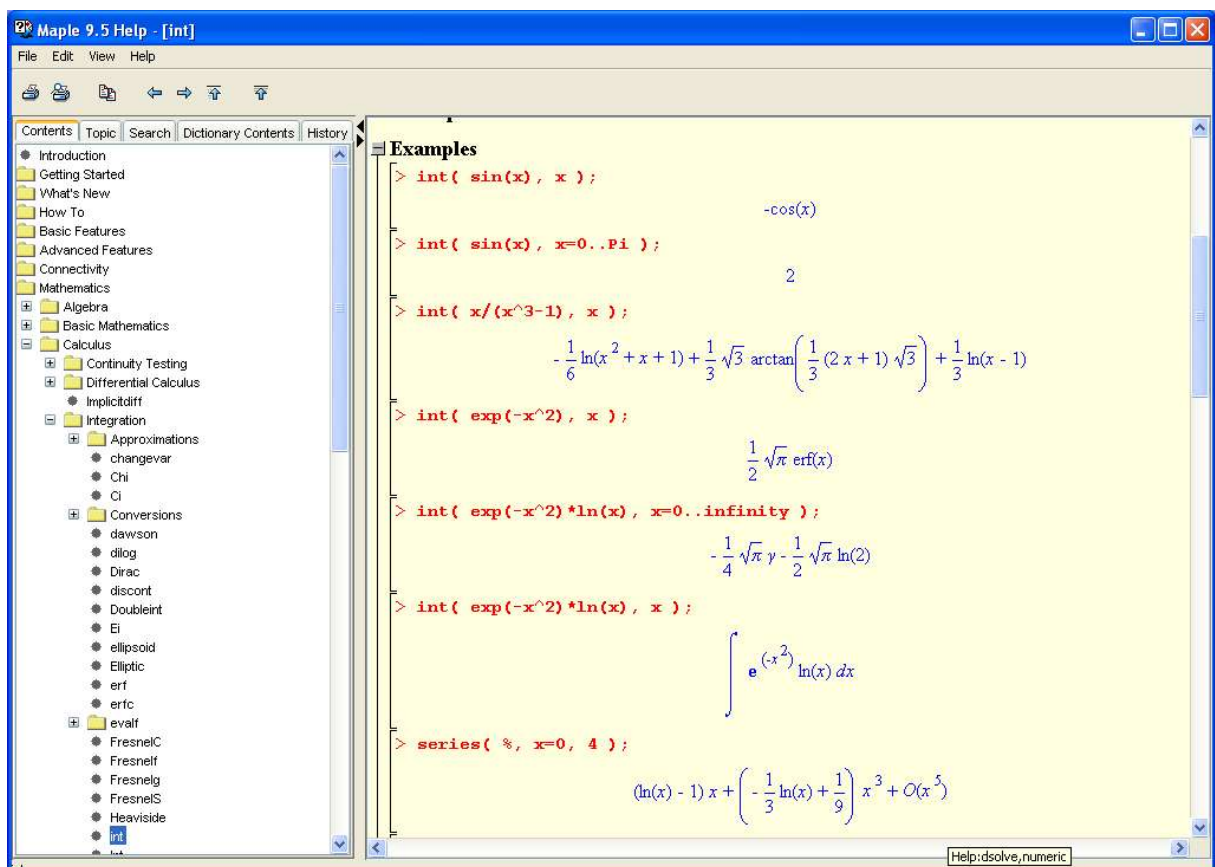 Maple 9.5 Help - [int]
File Edit View Help
Contents Topic Search Dictionary Contents History
Introduction
Getting Started
What's New
How To
Basic Features
Advanced Features
Connectivity
Mathematics
Algebra
Basic Mathematics
Calculus
Continuity Testing
Differential Calculus
Implicitdiff
Integration
Approximations
changevar
Chi
Ci
Conversions
dawson
dilog
Dirac
discont
Doubleint
Ei
ellipsoid
Elliptic
erf
erfc
evalf
FresnelC
Fresnelf
Fresnelg
FresnelS
Heaviside
int
Examples
> int( sin(x), x );
-cos(x)
> int( sin(x), x=0..Pi );
2
> int( x/(x^3-1), x );
- 1/6 ln(x² + x + 1) + 1/3 √3 arctan( 1/3 (2 x + 1) √3 ) + 1/3 ln(x - 1)
> int( exp(-x^2), x );
1/2 √π erf(x)
> int( exp(-x^2)*ln(x), x=0..infinity );
- 1/4 √π γ - 1/2 √π ln(2)
> int( exp(-x^2)*ln(x), x );
∫ e^(-x²) ln(x) dx
> series( %, x=0, 4 );
(ln(x) - 1) x + ( - 1/3 ln(x) + 1/9 ) x³ + O(x⁵)
Help:dsolve,numeric